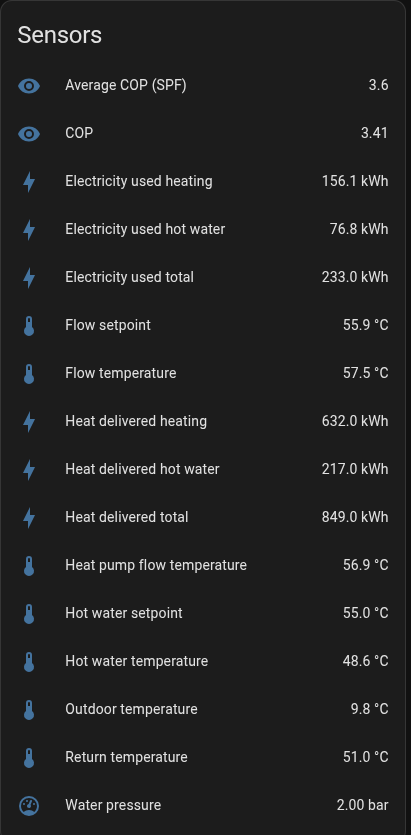 Sensors
Average COP (SPF) 3.6
COP 3.41
Electricity used heating 156.1 kWh
Electricity used hot water 76.8 kWh
Electricity used total 233.0 kWh
Flow setpoint 55.9 °C
Flow temperature 57.5 °C
Heat delivered heating 632.0 kWh
Heat delivered hot water 217.0 kWh
Heat delivered total 849.0 kWh
Heat pump flow temperature 56.9 °C
Hot water setpoint 55.0 °C
Hot water temperature 48.6 °C
Outdoor temperature 9.8 °C
Return temperature 51.0 °C
Water pressure 2.00 bar